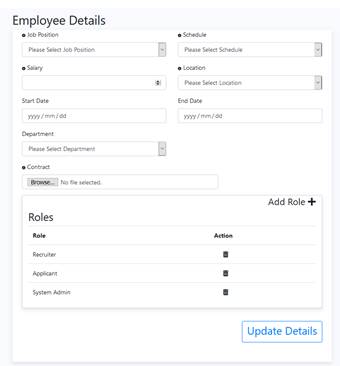 Employee Details
Job Position
Schedule
Please Select Job Position
Please Select Schedule
Salary
Location
Please Select Location
Start Date
End Date
yyyy / mm / dd
yyyy / mm / dd
Department
Please Select Department
Contract
Browse... No file selected.
Add Role
Roles
Role Action
Recruiter
Applicant
System Admin
Update Details